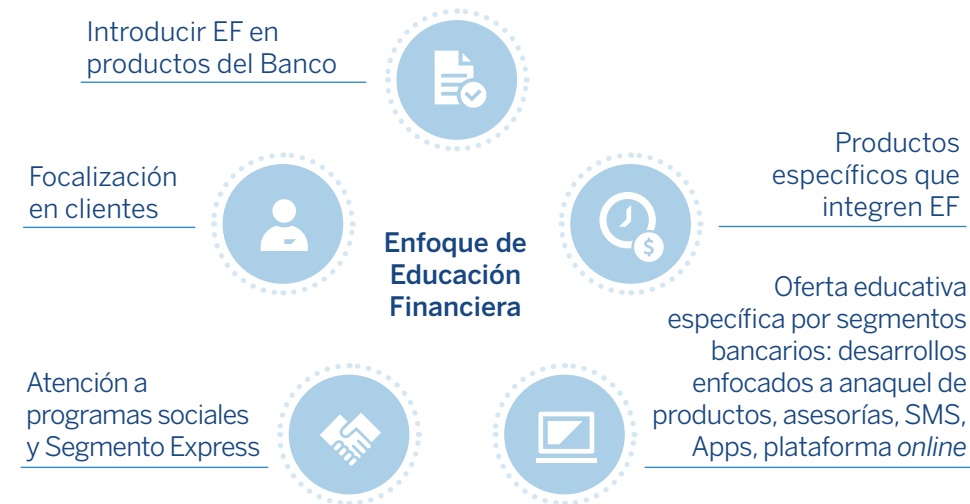 Introducir EF en
productos del Banco
Focalización
en clientes
Productos
específicos que
integren EF
Enfoque de
Educación
Financiera
Oferta educativa
específica por segmentos
bancarios: desarrollos
enfocados a anaquel de
productos, asesorías, SMS,
Apps, plataforma online
Atención a
programas sociales
y Segmento Express
$